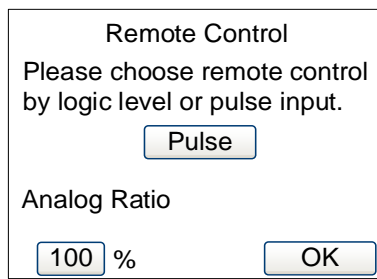 Remote Control
Please choose remote control
by logic level or pulse input.
Pulse
Analog Ratio
100 %
OK